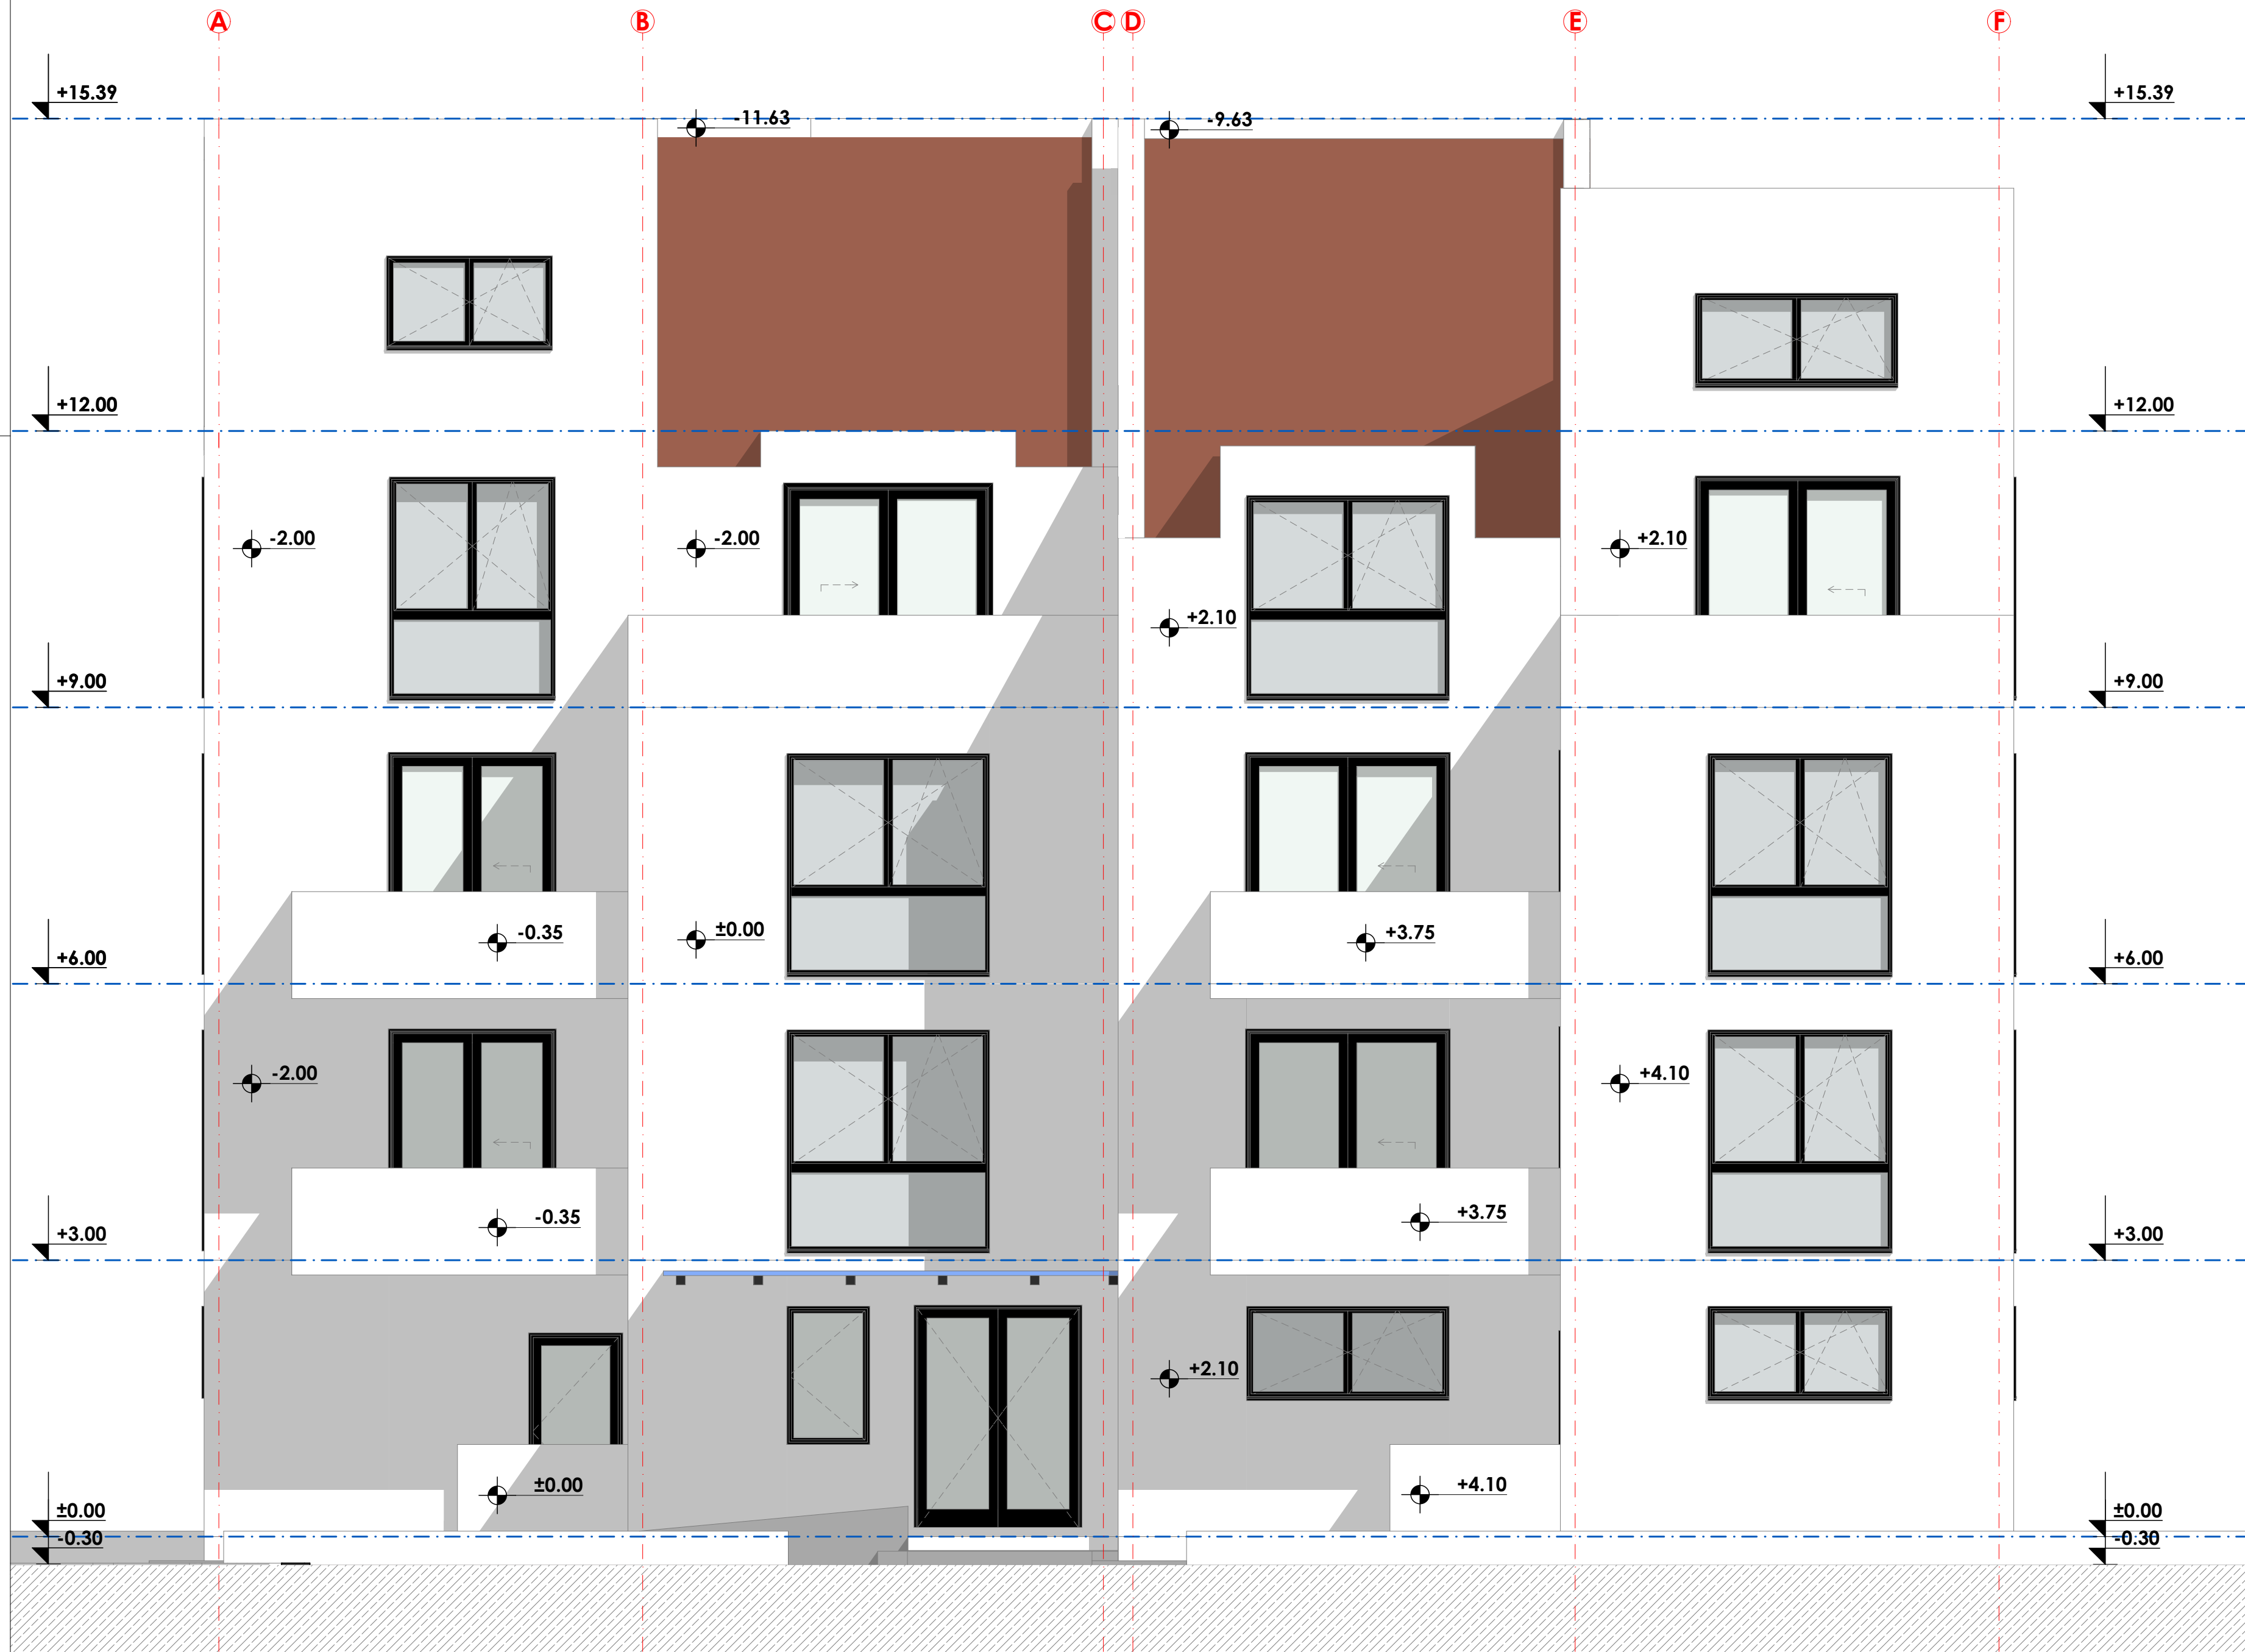 A B C D E F
+15.39 -11.63 -9.63 +15.39
+12.00 +12.00
-2.00 -2.00 +2.10
+2.10
+9.00 +9.00
-0.35 ±0.00 +3.75
+6.00 +6.00
-2.00 +4.10
-0.35 +3.75
+3.00 +3.00
+2.10
±0.00 +4.10
±0.00 ±0.00
-0.30 -0.30